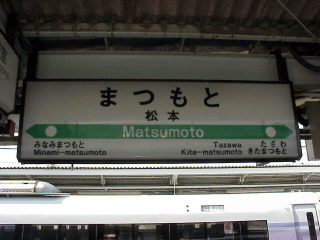 まつもと
松本
Matsumoto
みなみまつもと
Minami-matsumoto
Tazawa たざわ
Kita-matsumoto きたまつもと